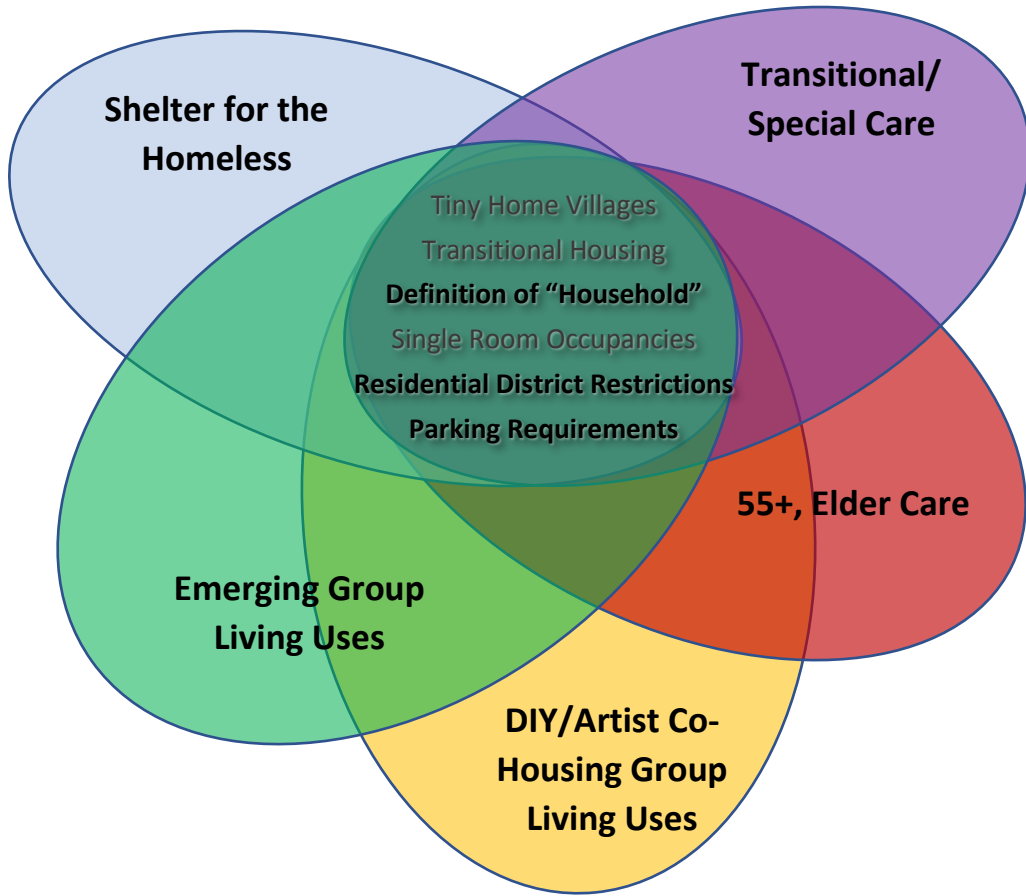 Shelter for the
Homeless
Transitional/
Special Care
Tiny Home Villages
Transitional Housing
Definition of “Household”
Single Room Occupancies
Residential District Restrictions
Parking Requirements
55+, Elder Care
Emerging Group
Living Uses
DIY/Artist Co-
Housing Group
Living Uses